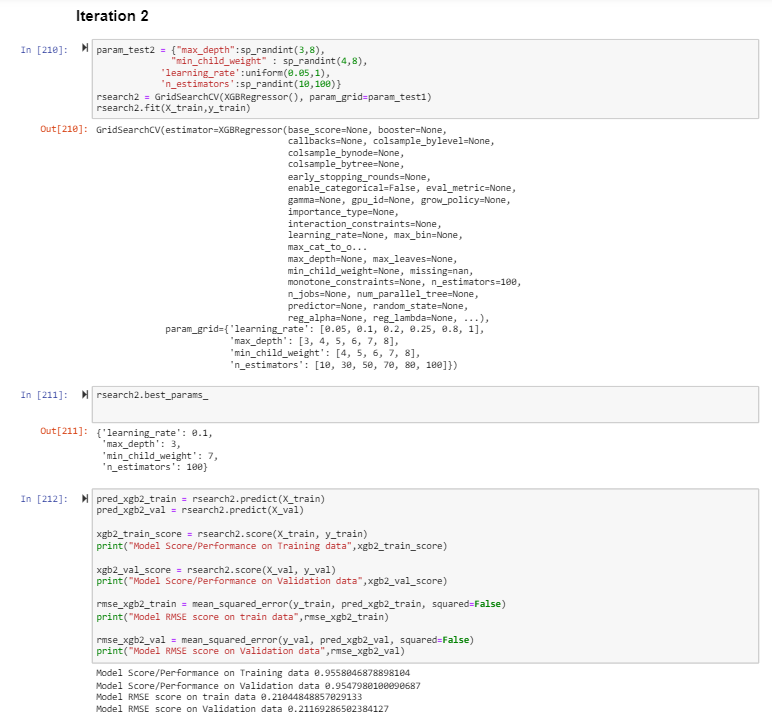 Iteration 2
In [210]:
param_test2 = {"max_depth":sp_randint(3,8),
"min_child_weight" : sp_randint(4,8),
'learning_rate':uniform(0.05,1),
'n_estimators':sp_randint(10,100)}
rsearch2 = GridSearchCV(XGBRegressor(), param_grid=param_test1)
rsearch2.fit(X_train,y_train)
Out[210]: GridSearchCV(estimator=XGBRegressor(base_score=None, booster=None,
callbacks=None, colsample_bylevel=None,
colsample_bynode=None,
colsample_bytree=None,
early_stopping_rounds=None,
enable_categorical=False, eval_metric=None,
gamma=None, gpu_id=None, grow_policy=None,
importance_type=None,
interaction_constraints=None,
learning_rate=None, max_bin=None,
max_cat_to_o...
max_depth=None, max_leaves=None,
min_child_weight=None, missing=nan,
monotone_constraints=None, n_estimators=100,
n_jobs=None, num_parallel_tree=None,
predictor=None, random_state=None,
reg_alpha=None, reg_lambda=None, ...),
param_grid={'learning_rate': [0.05, 0.1, 0.2, 0.25, 0.8, 1],
'max_depth': [3, 4, 5, 6, 7, 8],
'min_child_weight': [4, 5, 6, 7, 8],
'n_estimators': [10, 30, 50, 70, 80, 100]})
In [211]: rsearch2.best_params_
Out[211]: {'learning_rate': 0.1,
'max_depth': 3,
'min_child_weight': 7,
'n_estimators': 100}
In [212]: pred_xgb2_train = rsearch2.predict(X_train)
pred_xgb2_val = rsearch2.predict(X_val)
xgb2_train_score = rsearch2.score(X_train, y_train)
print("Model Score/Performance on Training data",xgb2_train_score)
xgb2_val_score = rsearch2.score(X_val, y_val)
print("Model Score/Performance on Validation data",xgb2_val_score)
rmse_xgb2_train = mean_squared_error(y_train, pred_xgb2_train, squared=False)
print("Model RMSE score on train data",rmse_xgb2_train)
rmse_xgb2_val = mean_squared_error(y_val, pred_xgb2_val, squared=False)
print("Model RMSE score on Validation data",rmse_xgb2_val)
Model Score/Performance on Training data 0.9558046878898104
Model Score/Performance on Validation data 0.9547980100090687
Model RMSE score on train data 0.21044848857029133
Model RMSE score on Validation data 0.21169286502384127